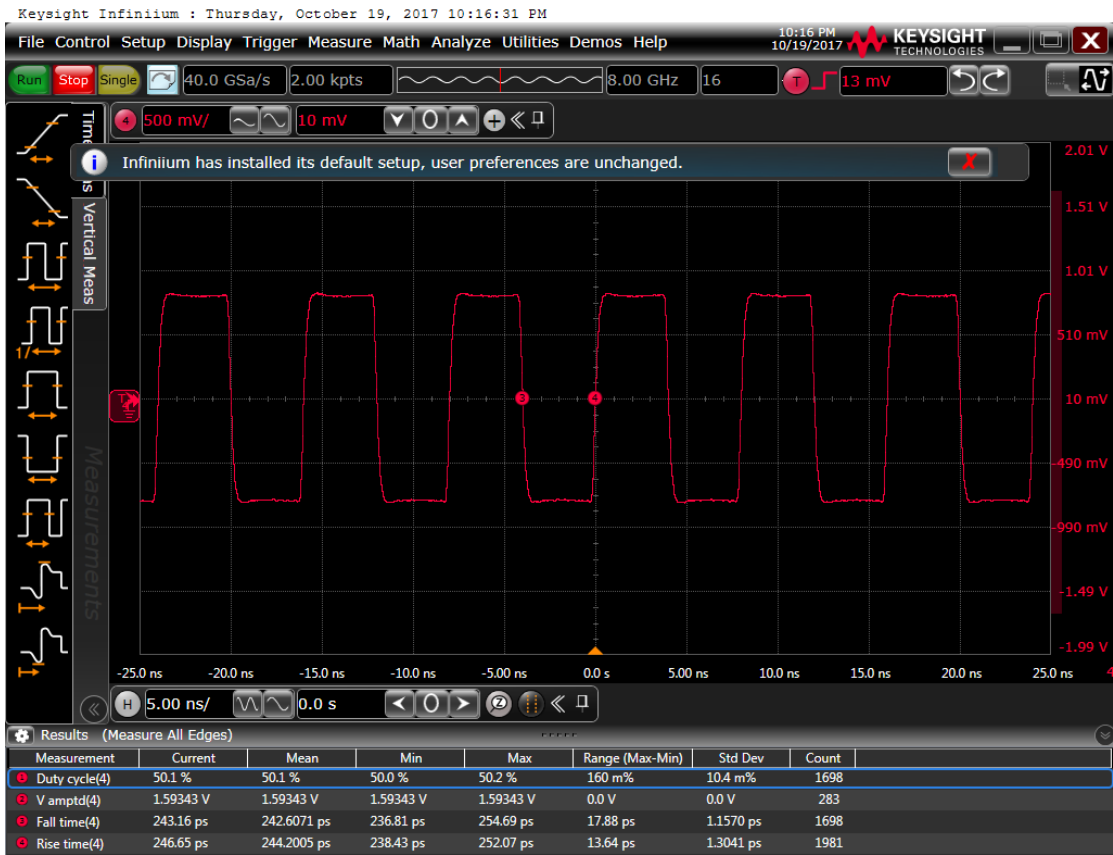 Keysight Infiniium : Thursday, October 19, 2017 10:16:31 PM
File Control Setup Display Trigger Measure Math Analyze Utilities Demos Help 10:16 PM 10/19/2017 KEYSIGHT TECHNOLOGIES X
Run Stop Single 40.0 GSa/s 2.00 kpts 8.00 GHz 16 T 13 mV
4 500 mV/ 10 mV
i Infiniium has installed its default setup, user preferences are unchanged. X
Vertical Meas
Measurements
2.01 V
1.51 V
1.01 V
510 mV
10 mV
-490 mV
-990 mV
-1.49 V
-1.99 V
1/
T
3 4
-25.0 ns -20.0 ns -15.0 ns -10.0 ns -5.00 ns 0.0 s 5.00 ns 10.0 ns 15.0 ns 20.0 ns 25.0 ns 4
H 5.00 ns/ 0.0 s Z
Results (Measure All Edges)
Measurement Current Mean Min Max Range (Max-Min) Std Dev Count
1 Duty cycle(4) 50.1 % 50.1 % 50.0 % 50.2 % 160 m% 10.4 m% 1698
2 V amptd(4) 1.59343 V 1.59343 V 1.59343 V 1.59343 V 0.0 V 0.0 V 283
3 Fall time(4) 243.16 ps 242.6071 ps 236.81 ps 254.69 ps 17.88 ps 1.1570 ps 1698
4 Rise time(4) 246.65 ps 244.2005 ps 238.43 ps 252.07 ps 13.64 ps 1.3041 ps 1981